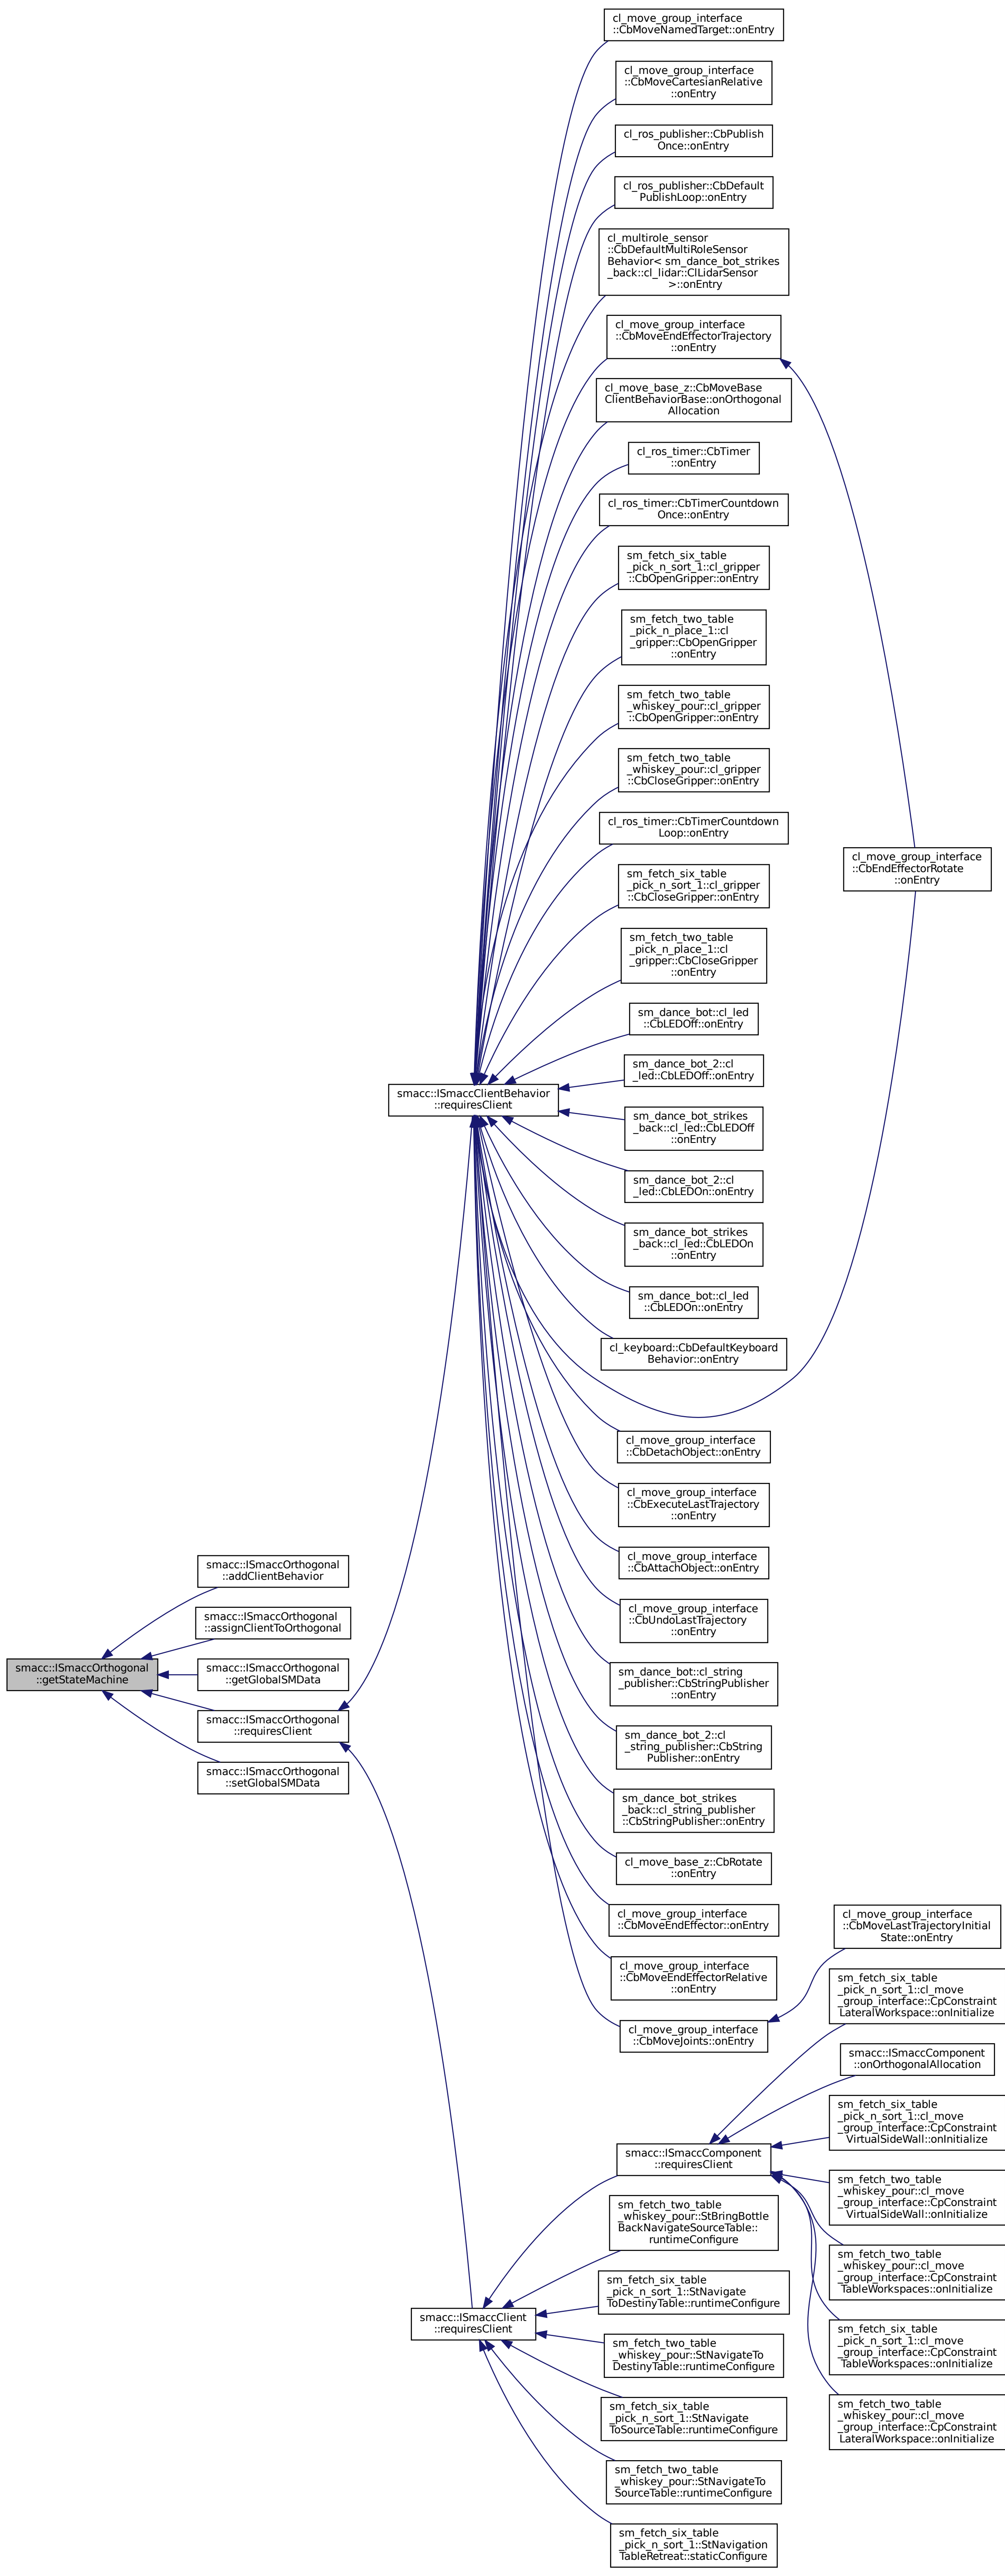 cl_move_group_interface
::CbMoveNamedTarget::onEntry
cl_move_group_interface
::CbMoveCartesianRelative
::onEntry
cl_ros_publisher::CbPublish
Once::onEntry
cl_ros_publisher::CbDefault
PublishLoop::onEntry
cl_multirole_sensor
::CbDefaultMultiRoleSensor
Behavior< sm_dance_bot_strikes
_back::cl_lidar::ClLidarSensor
>::onEntry
cl_move_group_interface
::CbMoveEndEffectorTrajectory
::onEntry
cl_move_base_z::CbMoveBase
ClientBehaviorBase::onOrthogonal
Allocation
cl_ros_timer::CbTimer
::onEntry
cl_ros_timer::CbTimerCountdown
Once::onEntry
sm_fetch_six_table
_pick_n_sort_1::cl_gripper
::CbOpenGripper::onEntry
sm_fetch_two_table
_pick_n_place_1::cl
_gripper::CbOpenGripper
::onEntry
sm_fetch_two_table
_whiskey_pour::cl_gripper
::CbOpenGripper::onEntry
sm_fetch_two_table
_whiskey_pour::cl_gripper
::CbCloseGripper::onEntry
cl_ros_timer::CbTimerCountdown
Loop::onEntry
cl_move_group_interface
::CbEndEffectorRotate
::onEntry
sm_fetch_six_table
_pick_n_sort_1::cl_gripper
::CbCloseGripper::onEntry
sm_fetch_two_table
_pick_n_place_1::cl
_gripper::CbCloseGripper
::onEntry
sm_dance_bot::cl_led
::CbLEDOff::onEntry
sm_dance_bot_2::cl
_led::CbLEDOff::onEntry
smacc::ISmaccClientBehavior
::requiresClient
sm_dance_bot_strikes
_back::cl_led::CbLEDOff
::onEntry
sm_dance_bot_2::cl
_led::CbLEDOn::onEntry
sm_dance_bot_strikes
_back::cl_led::CbLEDOn
::onEntry
sm_dance_bot::cl_led
::CbLEDOn::onEntry
cl_keyboard::CbDefaultKeyboard
Behavior::onEntry
cl_move_group_interface
::CbDetachObject::onEntry
cl_move_group_interface
::CbExecuteLastTrajectory
::onEntry
cl_move_group_interface
::CbAttachObject::onEntry
cl_move_group_interface
::CbUndoLastTrajectory
::onEntry
smacc::ISmaccOrthogonal
::addClientBehavior
smacc::ISmaccOrthogonal
::assignClientToOrthogonal
smacc::ISmaccOrthogonal
::getStateMachine
smacc::ISmaccOrthogonal
::getGlobalSMData
smacc::ISmaccOrthogonal
::requiresClient
smacc::ISmaccOrthogonal
::setGlobalSMData
sm_dance_bot::cl_string
_publisher::CbStringPublisher
::onEntry
sm_dance_bot_2::cl
_string_publisher::CbString
Publisher::onEntry
sm_dance_bot_strikes
_back::cl_string_publisher
::CbStringPublisher::onEntry
cl_move_base_z::CbRotate
::onEntry
cl_move_group_interface
::CbMoveEndEffector::onEntry
cl_move_group_interface
::CbMoveEndEffectorRelative
::onEntry
cl_move_group_interface
::CbMoveJoints::onEntry
cl_move_group_interface
::CbMoveLastTrajectoryInitial
State::onEntry
sm_fetch_six_table
_pick_n_sort_1::cl_move
_group_interface::CpConstraint
LateralWorkspace::onInitialize
smacc::ISmaccComponent
::onOrthogonalAllocation
sm_fetch_six_table
_pick_n_sort_1::cl_move
_group_interface::CpConstraint
VirtualSideWall::onInitialize
smacc::ISmaccComponent
::requiresClient
sm_fetch_two_table
_whiskey_pour::cl_move
_group_interface::CpConstraint
VirtualSideWall::onInitialize
sm_fetch_two_table
_whiskey_pour::cl_move
_group_interface::CpConstraint
TableWorkspaces::onInitialize
sm_fetch_six_table
_pick_n_sort_1::cl_move
_group_interface::CpConstraint
TableWorkspaces::onInitialize
sm_fetch_two_table
_whiskey_pour::cl_move
_group_interface::CpConstraint
LateralWorkspace::onInitialize
sm_fetch_two_table
_whiskey_pour::StBringBottle
BackNavigateSourceTable::
runtimeConfigure
sm_fetch_six_table
_pick_n_sort_1::StNavigate
ToDestinyTable::runtimeConfigure
smacc::ISmaccClient
::requiresClient
sm_fetch_two_table
_whiskey_pour::StNavigateTo
DestinyTable::runtimeConfigure
sm_fetch_six_table
_pick_n_sort_1::StNavigate
ToSourceTable::runtimeConfigure
sm_fetch_two_table
_whiskey_pour::StNavigateTo
SourceTable::runtimeConfigure
sm_fetch_six_table
_pick_n_sort_1::StNavigation
TableRetreat::staticConfigure